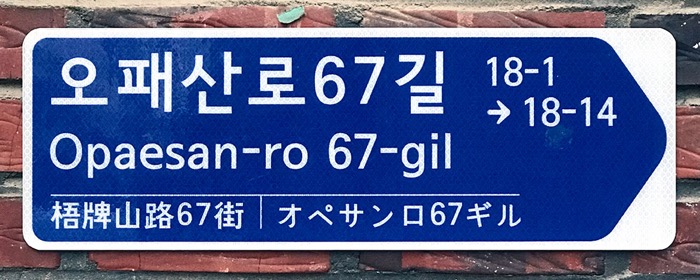 오패산로67길
18-1
→ 18-14
Opaesan-ro 67-gil
梧牌山路67街 | オペサンロ67ギル